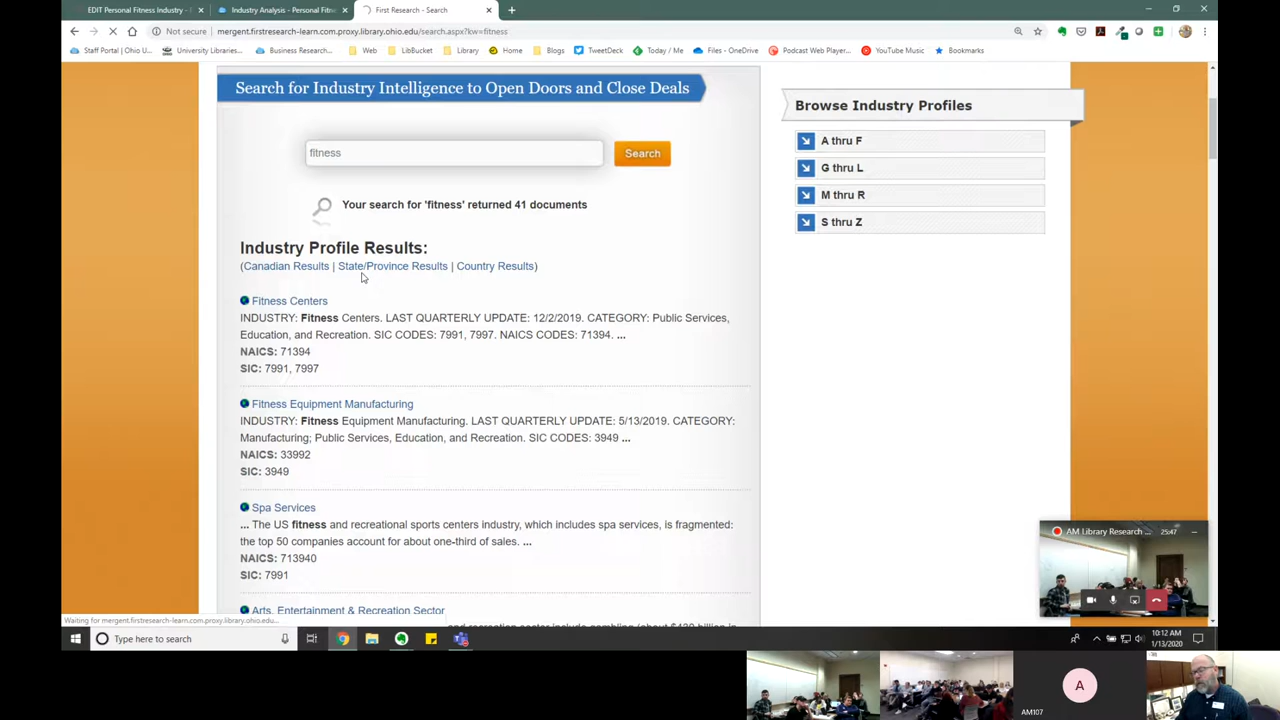 EDIT Personal Fitness Industry -
Industry Analysis - Personal Fitn
First Research - Search
Not secure | mergent.firstresearch-learn.com.proxy.library.ohio.edu/search.aspx?kw=fitness
Staff Portal | Ohio U... University Libraries... Business Research... Web LibBucket Library Home Blogs TweetDeck Today / Me Files - OneDrive Podcast Web Player... YouTube Music Bookmarks
Search for Industry Intelligence to Open Doors and Close Deals
fitness
Search
Your search for 'fitness' returned 41 documents
Industry Profile Results:
(Canadian Results | State/Province Results | Country Results)
Fitness Centers
INDUSTRY: Fitness Centers. LAST QUARTERLY UPDATE: 12/2/2019. CATEGORY: Public Services,
Education, and Recreation. SIC CODES: 7991, 7997. NAICS CODES: 71394. ...
NAICS: 71394
SIC: 7991, 7997
Fitness Equipment Manufacturing
INDUSTRY: Fitness Equipment Manufacturing. LAST QUARTERLY UPDATE: 5/13/2019. CATEGORY:
Manufacturing; Public Services, Education, and Recreation. SIC CODES: 3949 ...
NAICS: 33992
SIC: 3949
Spa Services
... The US fitness and recreational sports centers industry, which includes spa services, is fragmented:
the top 50 companies account for about one-third of sales. ...
NAICS: 713940
SIC: 7991
Arts, Entertainment & Recreation Sector
Browse Industry Profiles
A thru F
G thru L
M thru R
S thru Z
AM Library Research ... 25:47
Waiting for mergent.firstresearch-learn.com.proxy.library.ohio.edu...
Type here to search
10:12 AM
1/13/2020
A
AM107